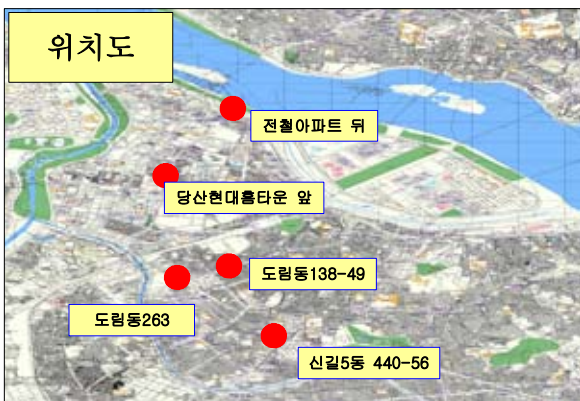 위치도
전철아파트 뒤
당산현대홈타운 앞
도림동138-49
도림동263
신길5동 440-56